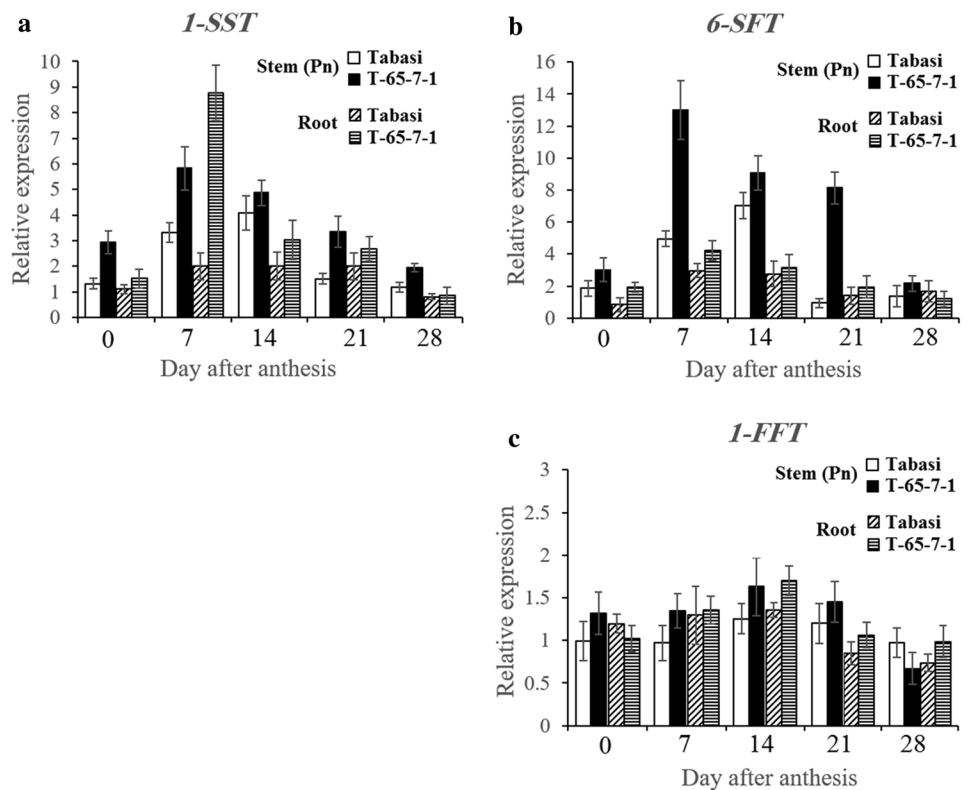 a
1-SST
Stem (Pn)
Tabasi
T-65-7-1
Root
Tabasi
T-65-7-1
Relative expression
10
9
8
7
6
5
4
3
2
1
0
0 7 14 21 28
Day after anthesis
b
6-SFT
Stem (Pn)
Tabasi
T-65-7-1
Root
Tabasi
T-65-7-1
Relative expression
16
14
12
10
8
6
4
2
0
0 7 14 21 28
Day after anthesis
c
1-FFT
Stem (Pn)
Tabasi
T-65-7-1
Root
Tabasi
T-65-7-1
Relative expression
3
2.5
2
1.5
1
0.5
0
0 7 14 21 28
Day after anthesis